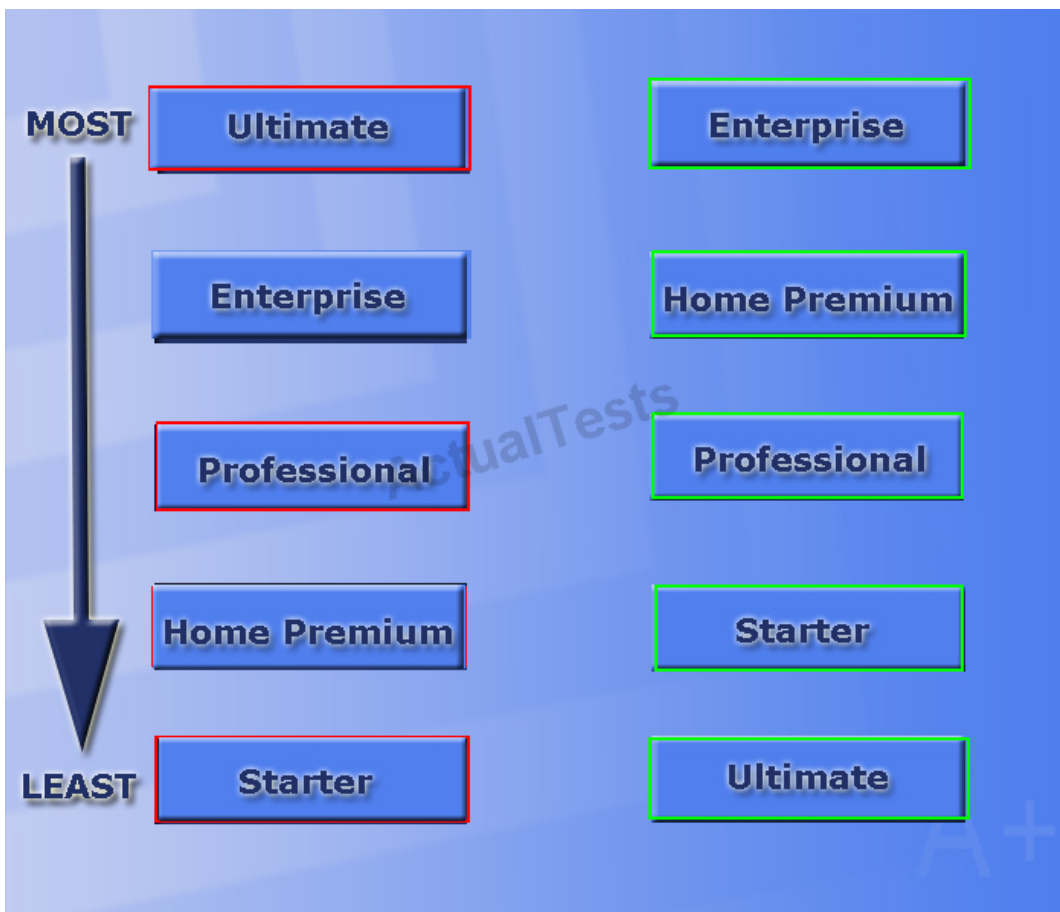 MOST
Ultimate
Enterprise
Enterprise
Home Premium
Professional
Professional
Home Premium
Starter
LEAST
Starter
Ultimate
ActualTests
A+